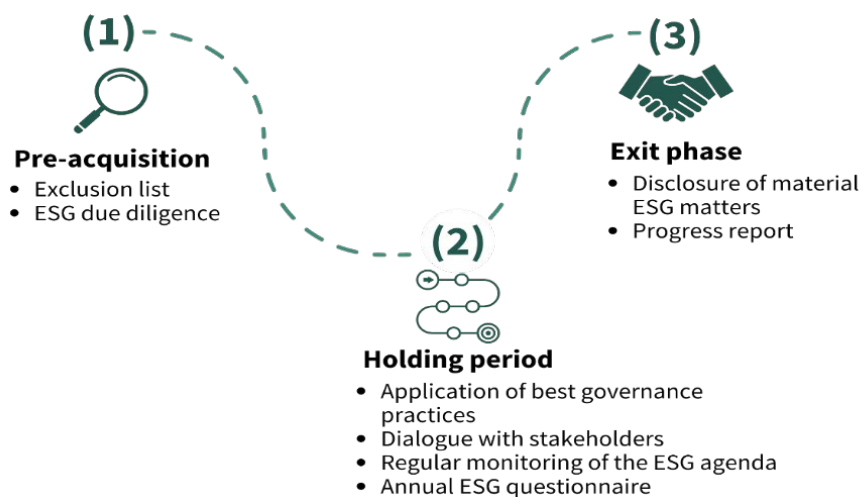 (1)
Pre-acquisition
• Exclusion list
• ESG due diligence
(2)
Holding period
• Application of best governance
practices
• Dialogue with stakeholders
• Regular monitoring of the ESG agenda
• Annual ESG questionnaire
(3)
Exit phase
• Disclosure of material
ESG matters
• Progress report